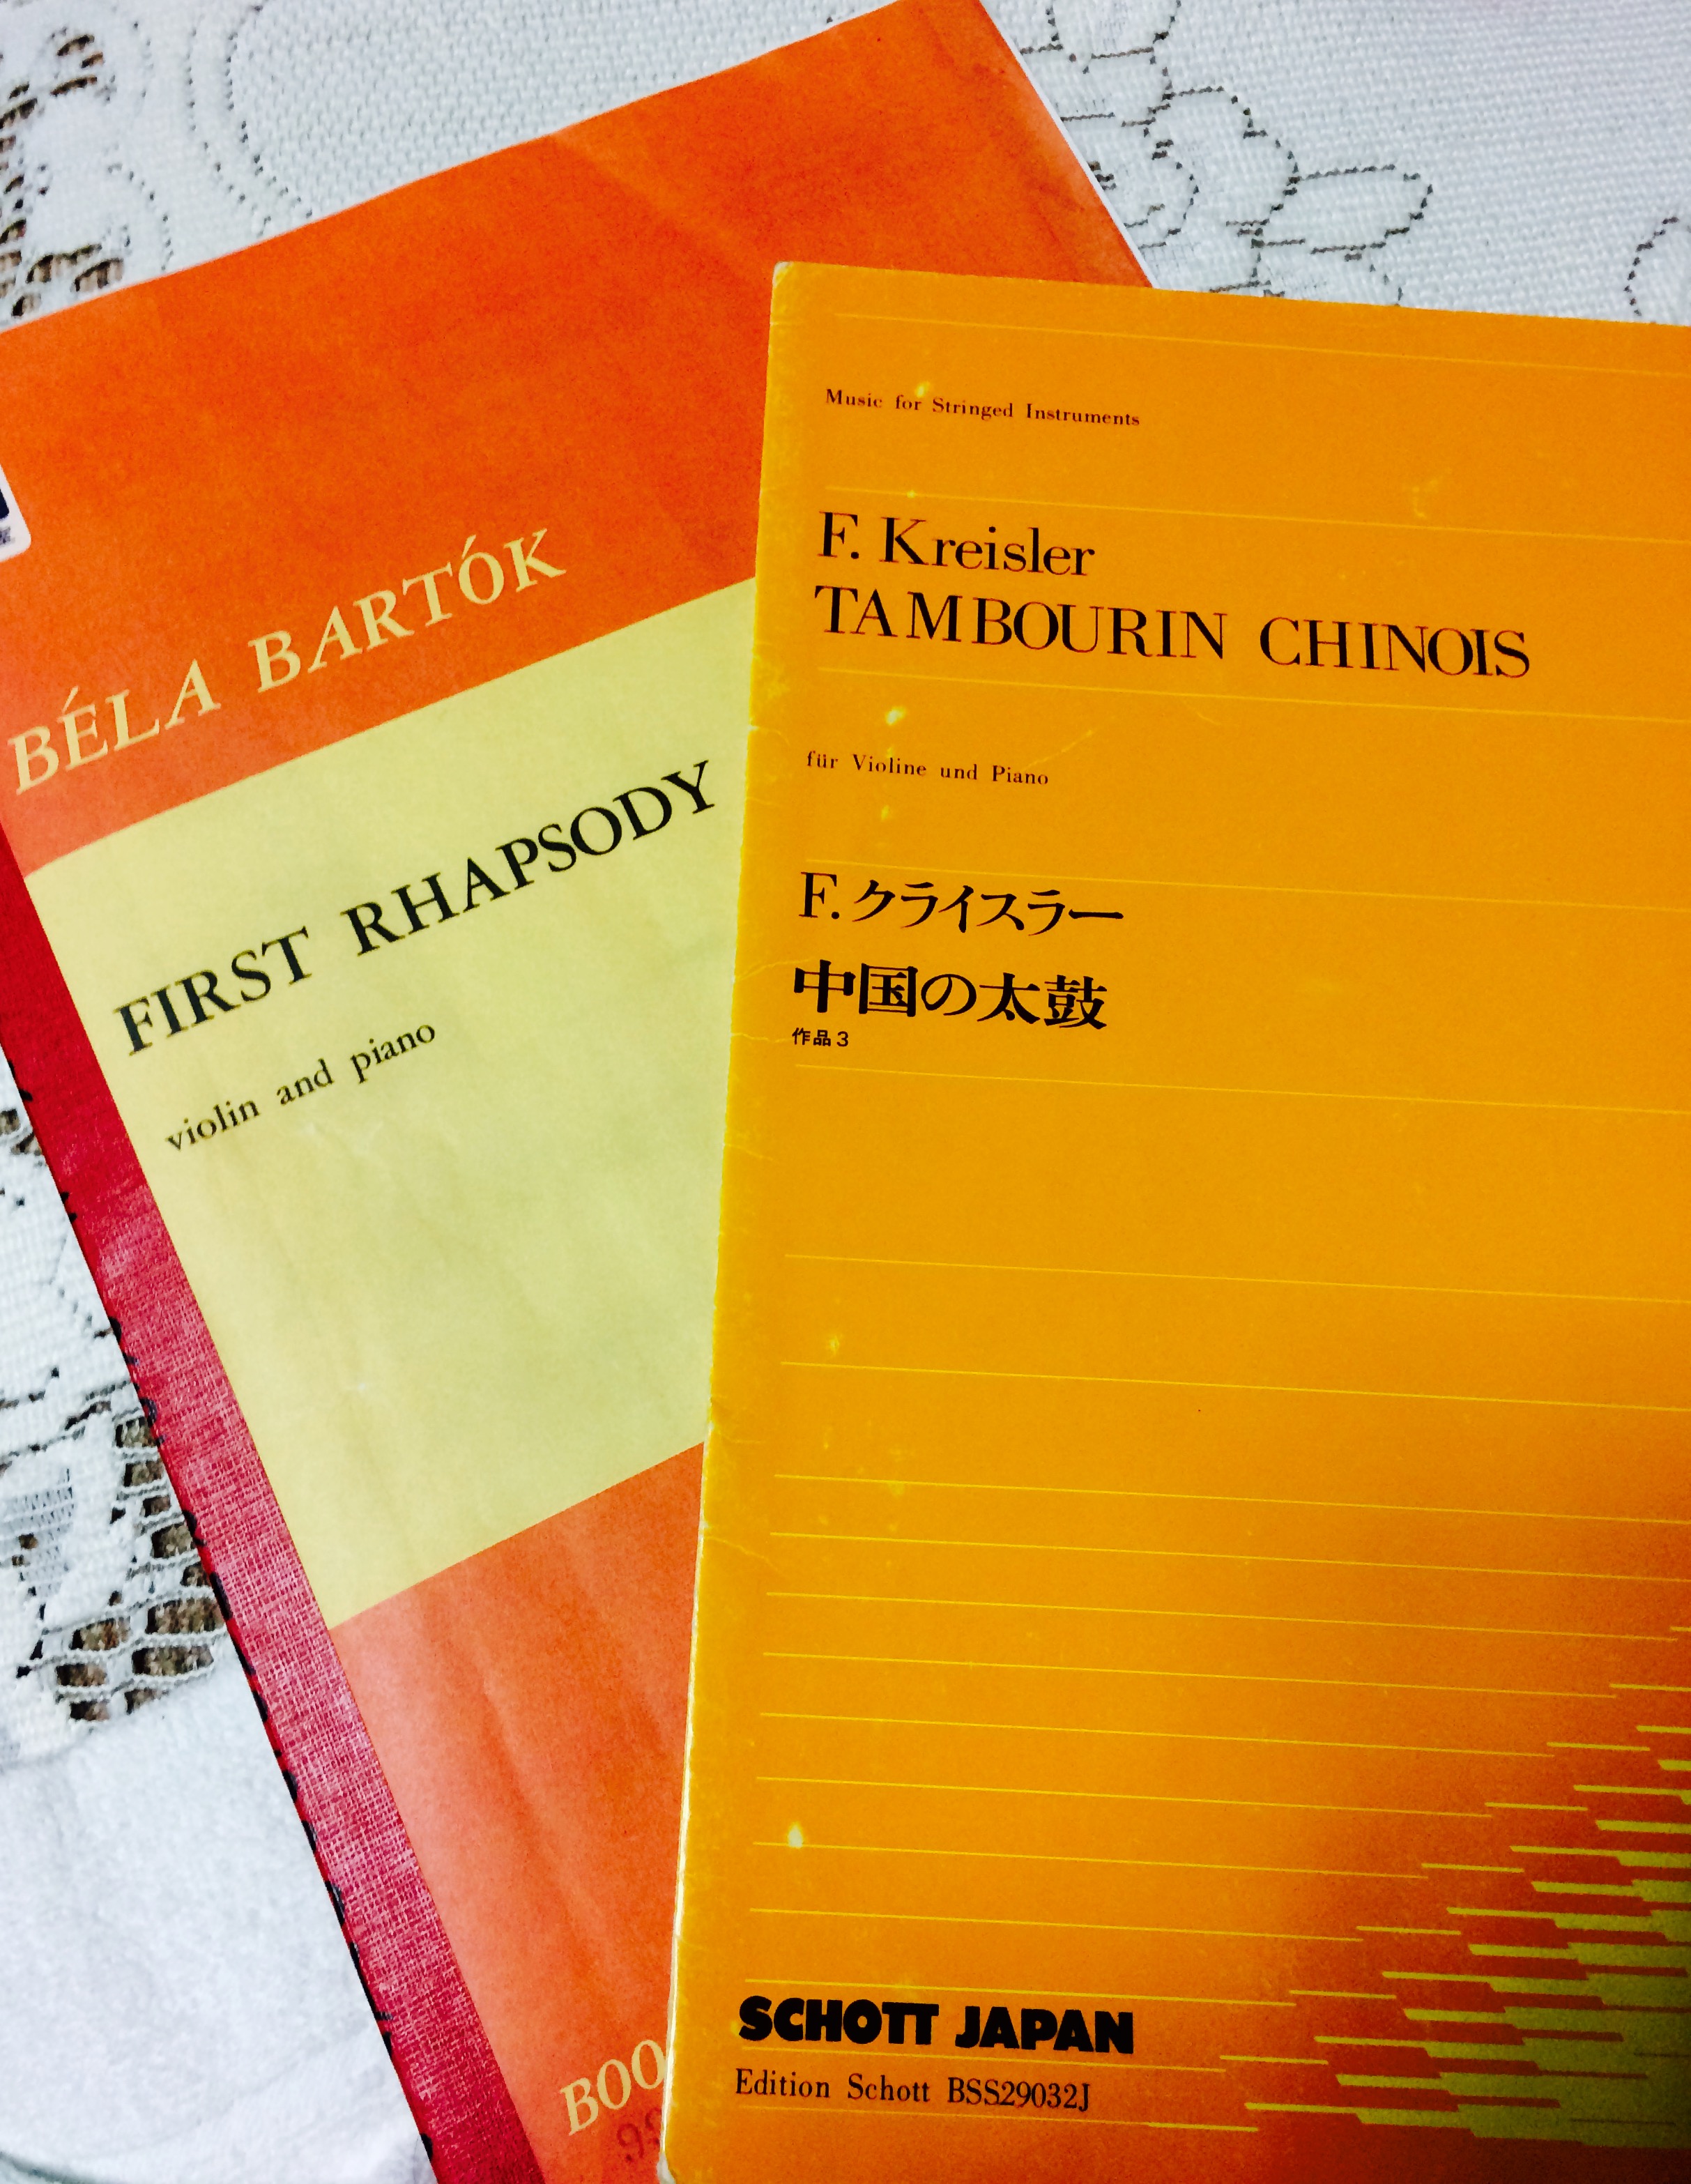 BÉLA BARTÓK
FIRST RHAPSODY
violin and piano
BOO
Music for Stringed Instruments
F. Kreisler
TAMBOURIN CHINOIS
für Violine und Piano
F. クライスラー
中国の太鼓
作品3
SCHOTT JAPAN
Edition Schott BSS29032J